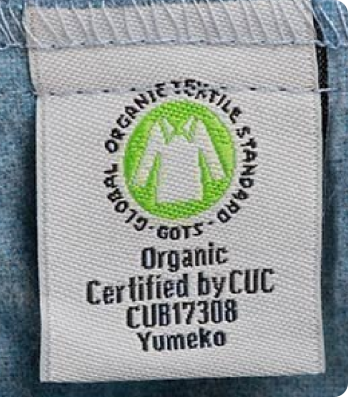 GLOBAL ORGANIC TEXTILE STANDARD · GOTS ·
Organic
Certified by CUC
CUB17308
Yumeko